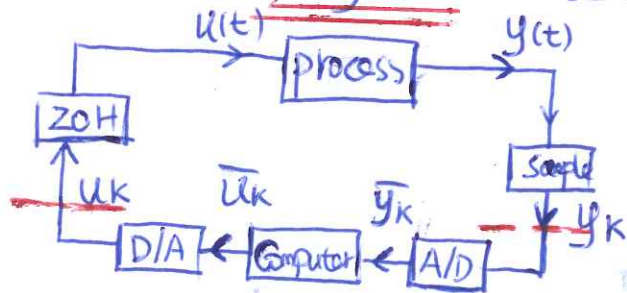 u(t)
process
y(t)
ZOH
Sample
uK
ūK
ȳK
yK
D/A
Computer
A/D